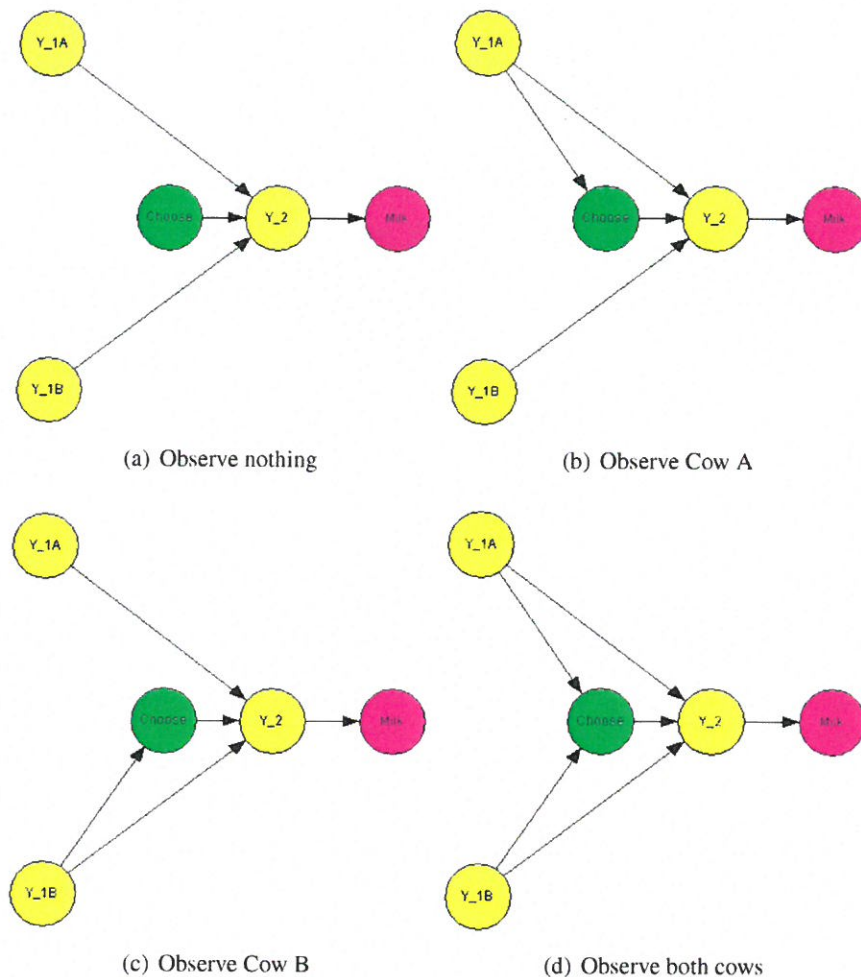 Y_1A
Y_1A
Choose Y_2 Milk
Choose Y_2 Milk
Y_1B
Y_1B
(a) Observe nothing
(b) Observe Cow A
Y_1A
Y_1A
Choose Y_2 Milk
Choose Y_2 Milk
Y_1B
Y_1B
(c) Observe Cow B
(d) Observe both cows